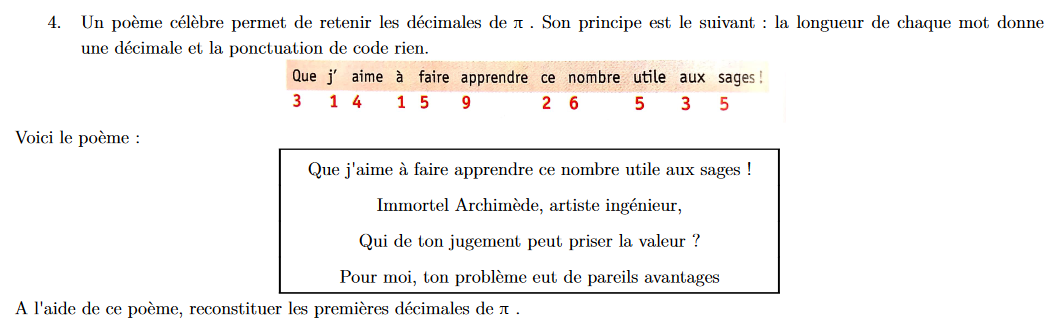 4. Un poème célèbre permet de retenir les décimales de π . Son principe est le suivant : la longueur de chaque mot donne
une décimale et la ponctuation de code rien.
Que j' aime à faire apprendre ce nombre utile aux sages !
3 1 4 1 5 9 2 6 5 3 5
Voici le poème :
Que j'aime à faire apprendre ce nombre utile aux sages !
Immortel Archimède, artiste ingénieur,
Qui de ton jugement peut priser la valeur ?
Pour moi, ton problème eut de pareils avantages
A l'aide de ce poème, reconstituer les premières décimales de π .